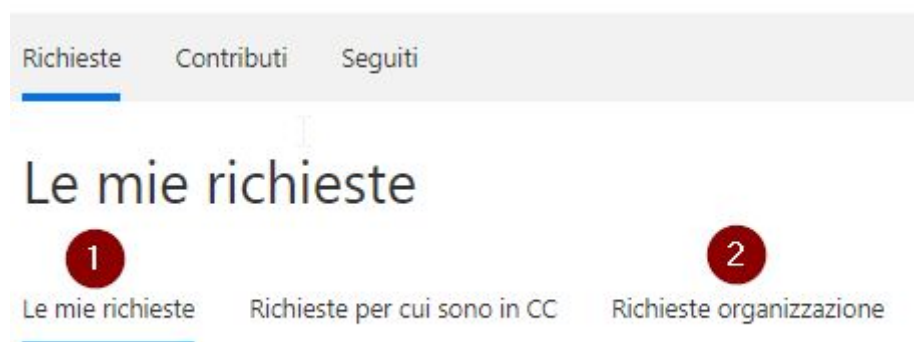 Richieste Contributi Seguiti
Le mie richieste
1 2
Le mie richieste Richieste per cui sono in CC Richieste organizzazione